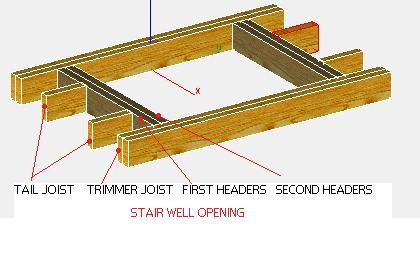 x
TAIL JOIST TRIMMER JOIST FIRST HEADERS SECOND HEADERS
STAIR WELL OPENING